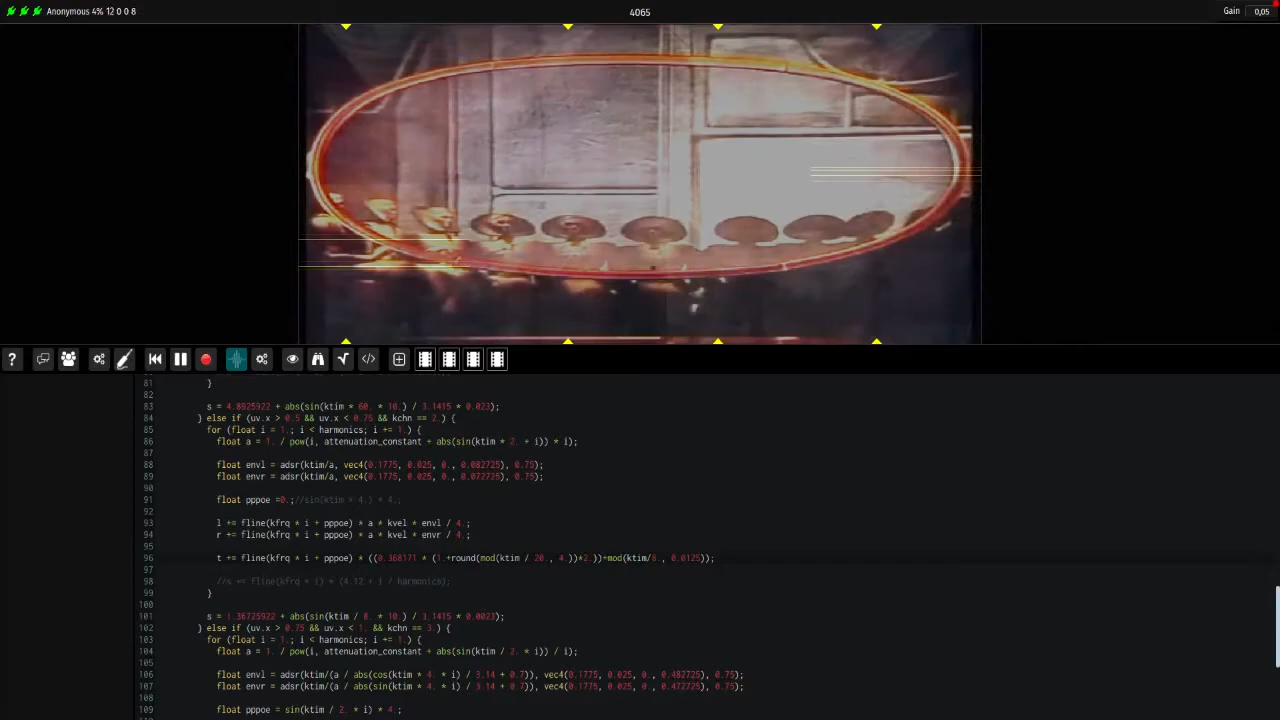 Anonymous 4% 12 0 0 8
4065
Gain 0,05
? </>
81 }
82
83 s = 4.8925922 + abs(sin(ktim * 60. * 10.) / 3.1415 * 0.023);
84 } else if (uv.x > 0.5 && uv.x < 0.75 && kchn == 2.) {
85 for (float i = 1.; i < harmonics; i += 1.) {
86 float a = 1. / pow(i, attenuation_constant + abs(sin(ktim * 2. + i)) * i);
87
88 float envl = adsr(ktim/a, vec4(0.1775, 0.025, 0., 0.082725), 0.75);
89 float envr = adsr(ktim/a, vec4(0.1775, 0.025, 0., 0.072725), 0.75);
90
91 float pppoe =0.;//sin(ktim * 4.) * 4.;
92
93 l += fline(kfrq * i + pppoe) * a * kvel * envl / 4.;
94 r += fline(kfrq * i + pppoe) * a * kvel * envr / 4.;
95
96 t += fline(kfrq * i + pppoe) * ((0.368171 * (1.+round(mod(ktim / 20., 4.))*2.))+mod(ktim/8., 0.0125));
97
98 //s += fline(kfrq * i) * (4.12 + i / harmonics);
99 }
100
101 s = 1.36725922 + abs(sin(ktim / 8. * 10.) / 3.1415 * 0.0023);
102 } else if (uv.x > 0.75 && uv.x < 1. && kchn == 3.) {
103 for (float i = 1.; i < harmonics; i += 1.) {
104 float a = 1. / pow(i, attenuation_constant + abs(sin(ktim / 2. * i)) / i);
105
106 float envl = adsr(ktim/(a / abs(cos(ktim * 4. * i) / 3.14 + 0.7)), vec4(0.1775, 0.025, 0., 0.482725), 0.75);
107 float envr = adsr(ktim/(a / abs(sin(ktim * 4. * i) / 3.14 + 0.7)), vec4(0.1775, 0.025, 0., 0.472725), 0.75);
108
109 float pppoe = sin(ktim / 2. * i) * 4.;